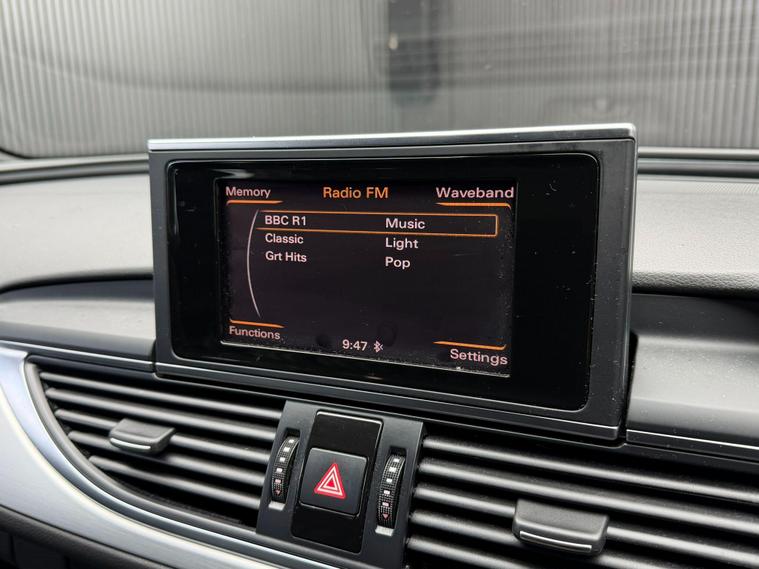 Memory Radio FM Waveband
BBC R1 Music
Classic Light
Grt Hits Pop
Functions 9:47 Settings